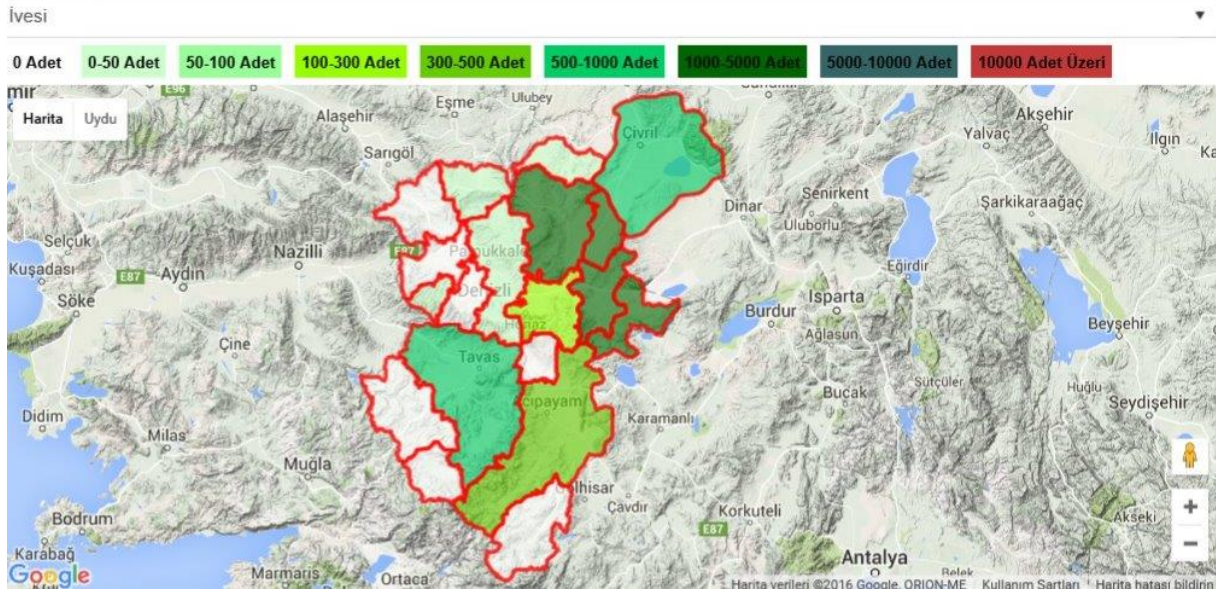 İvesi
0 Adet 0-50 Adet 50-100 Adet 100-300 Adet 300-500 Adet 500-1000 Adet 1000-5000 Adet 5000-10000 Adet 10000 Adet Üzeri
Harita Uydu
E96
Eşme
Ulubey
Alaşehir
Sarıgöl
Çivril
Akşehir
Yalvaç
Ilgın
Senirkent
Dinar
Uluborlu
Şarkikaraağaç
Selçuk
Nazilli
E87
Pamukkale
Kuşadası
E87
Aydın
Eğirdir
Söke
Denizli
Isparta
Burdur
Ağlasun
Beyşehir
Honaz
Çine
Tavas
Sütçüler
Huğlu
Bucak
Seydişehir
Didim
Milas
Karamanlı
Muğla
Gölhisar
Çavdır
Korkuteli
E87
Akseki
Bodrum
Karabağ
Antalya
Belek
Marmaris
Ortaca
Google
Harita verileri ©2016 Google, ORION-ME Kullanım Şartları Harita hatası bildirin